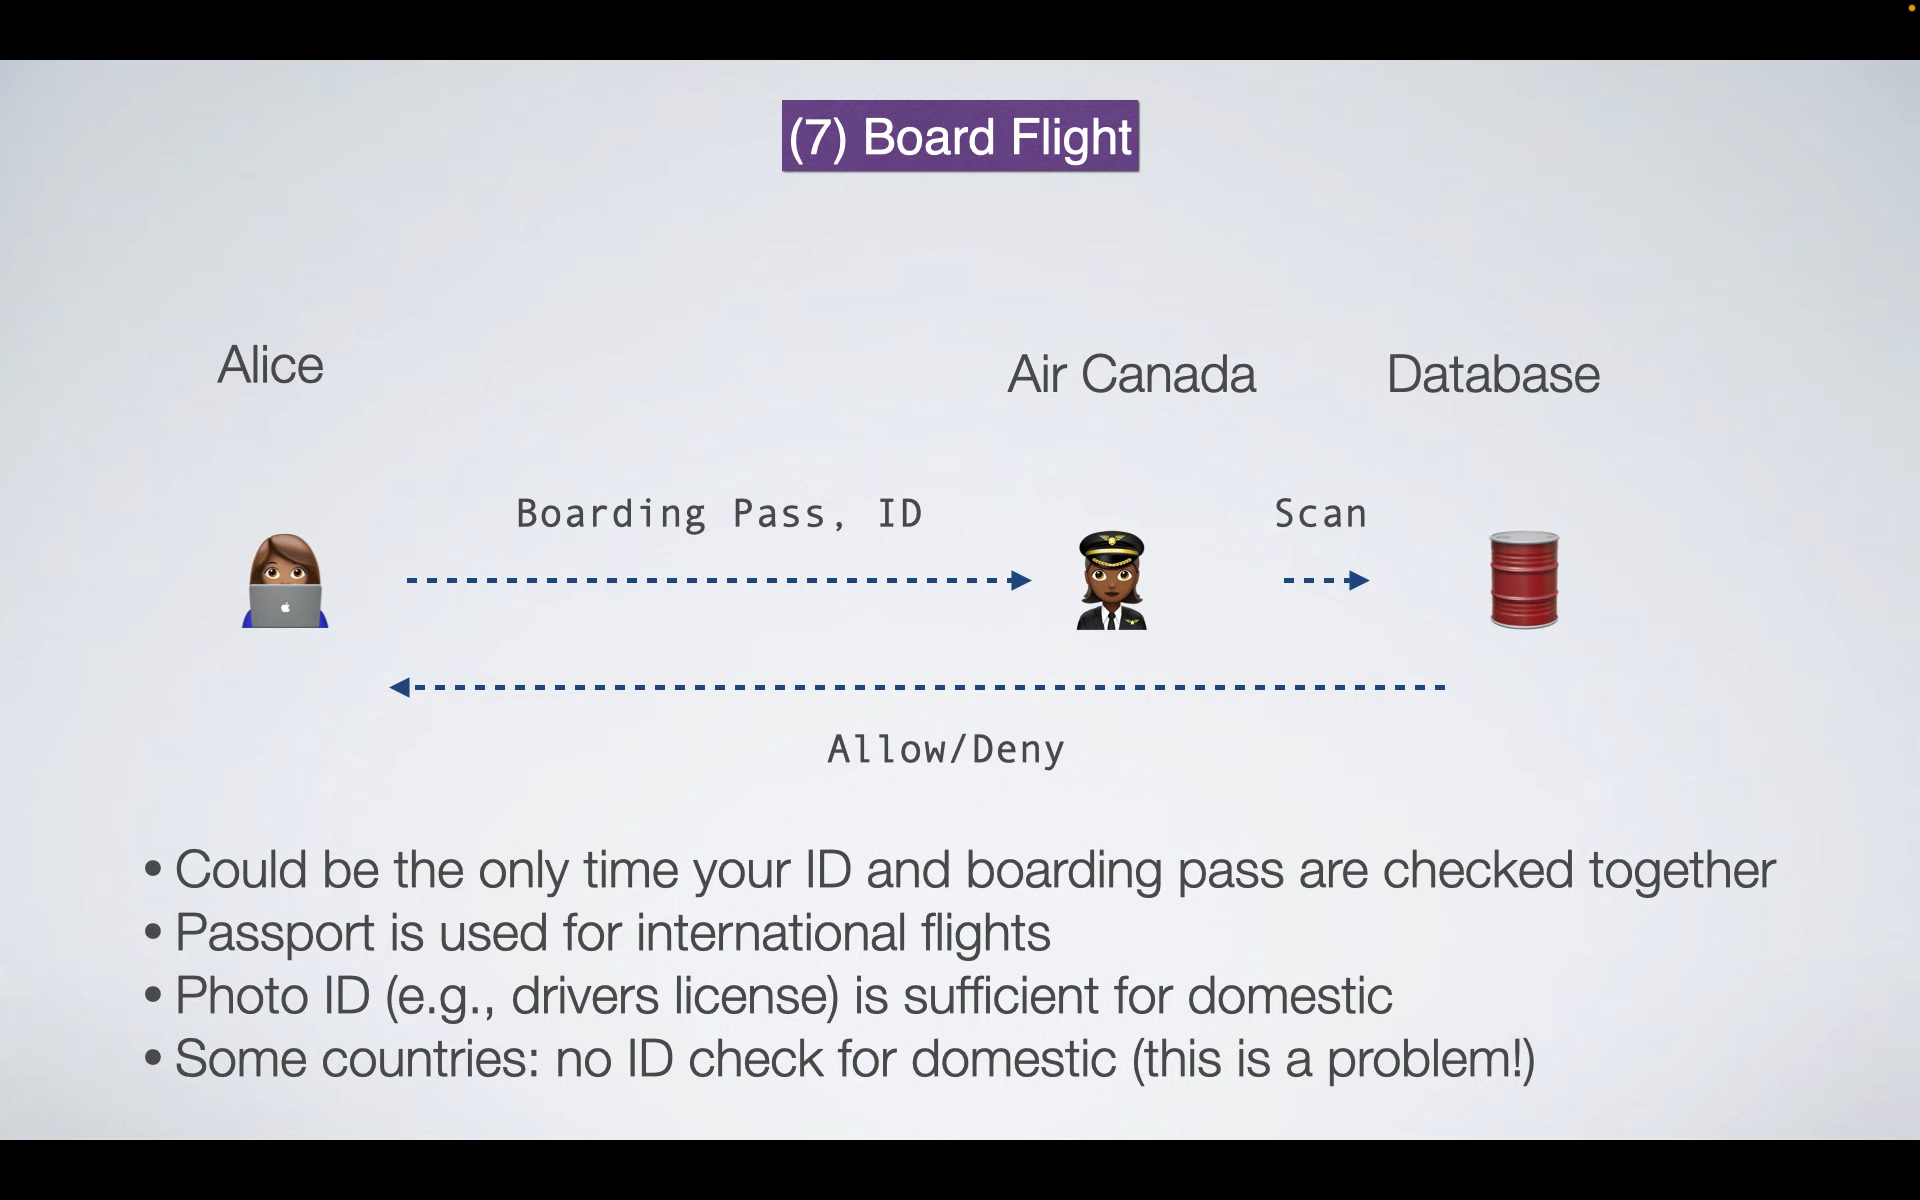 (7) Board Flight
Alice
Air Canada
Database
Boarding Pass, ID
Scan
Allow/Deny
• Could be the only time your ID and boarding pass are checked together
• Passport is used for international flights
• Photo ID (e.g., drivers license) is sufficient for domestic
• Some countries: no ID check for domestic (this is a problem!)